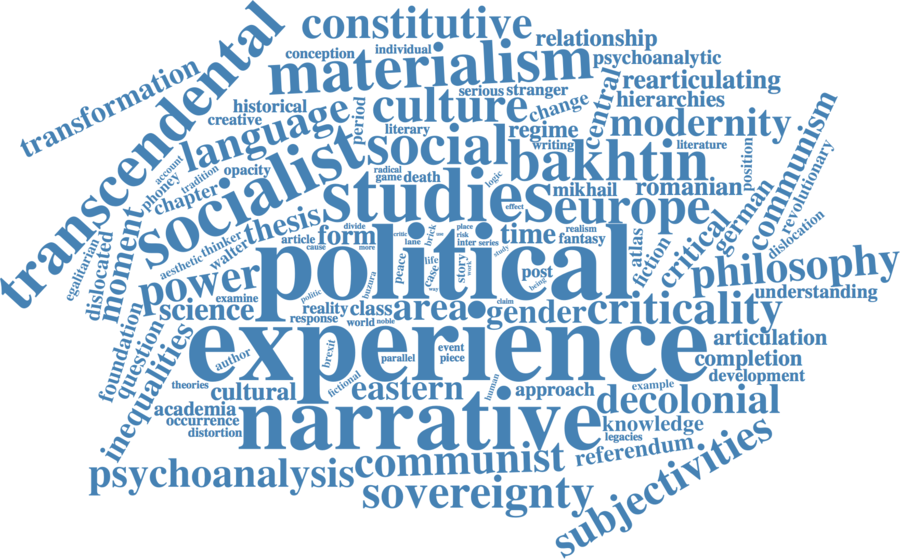 constitutive
relationship
conception
individual
psychoanalytic
materialism
transformation
transcendental
serious
stranger
rearticulating
historical
creative
language
period
culture
change
central
hierarchies
modernity
communism
literary
regime
writing
literature
account
tradition
phoney
chapter
opacity
socialist
social
radical
game
death
logic
bakhtin
position
revolutionary
studies
mikhail
romanian
german
critical
dislocation
egalitarian
dislocated
moment
aesthetic
thinker
walter
thesis
effect
europe
divide
article
form
cause
more
critic
lane
brick
place
risk
inter
series
time
realism
fantasy
atlas
fiction
philosophy
political
power
science
examine
politic
huzura
peace
life
case
way
story
work
study
post
being
understanding
reality
class
response
world
noble
area
claim
gender
criticality
foundation
question
inequalities
experience
author
brexit
parallel
event
piece
articulation
completion
development
theories
cultural
fictional
eastern
human
approach
example
academia
occurrence
distortion
narrative
decolonial
knowledge
legacies
referendum
psychoanalysis
communist
sovereignty
subjectivities